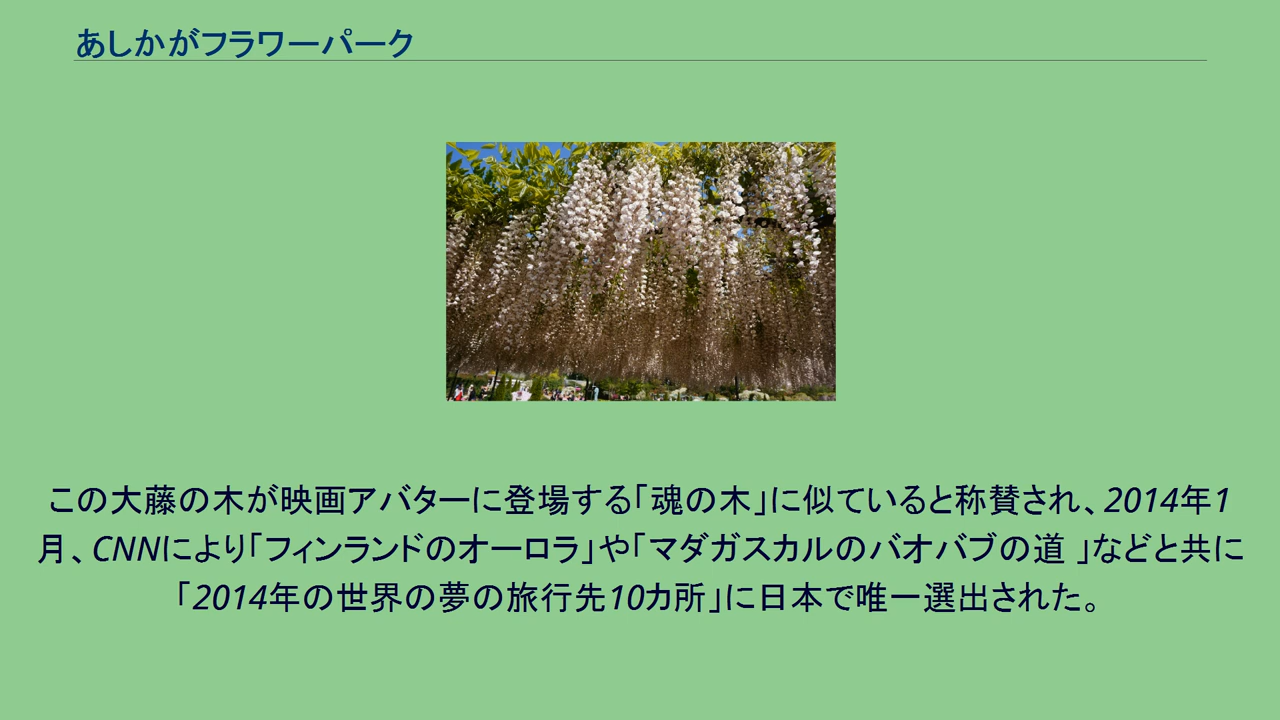 あしかがフラワーパーク
この大藤の木が映画アバターに登場する「魂の木」に似ていると称賛され、2014年1
月、CNNにより「フィンランドのオーロラ」や「マダガスカルのバオバブの道 」などと共に
「2014年の世界の夢の旅行先10カ所」に日本で唯一選出された。